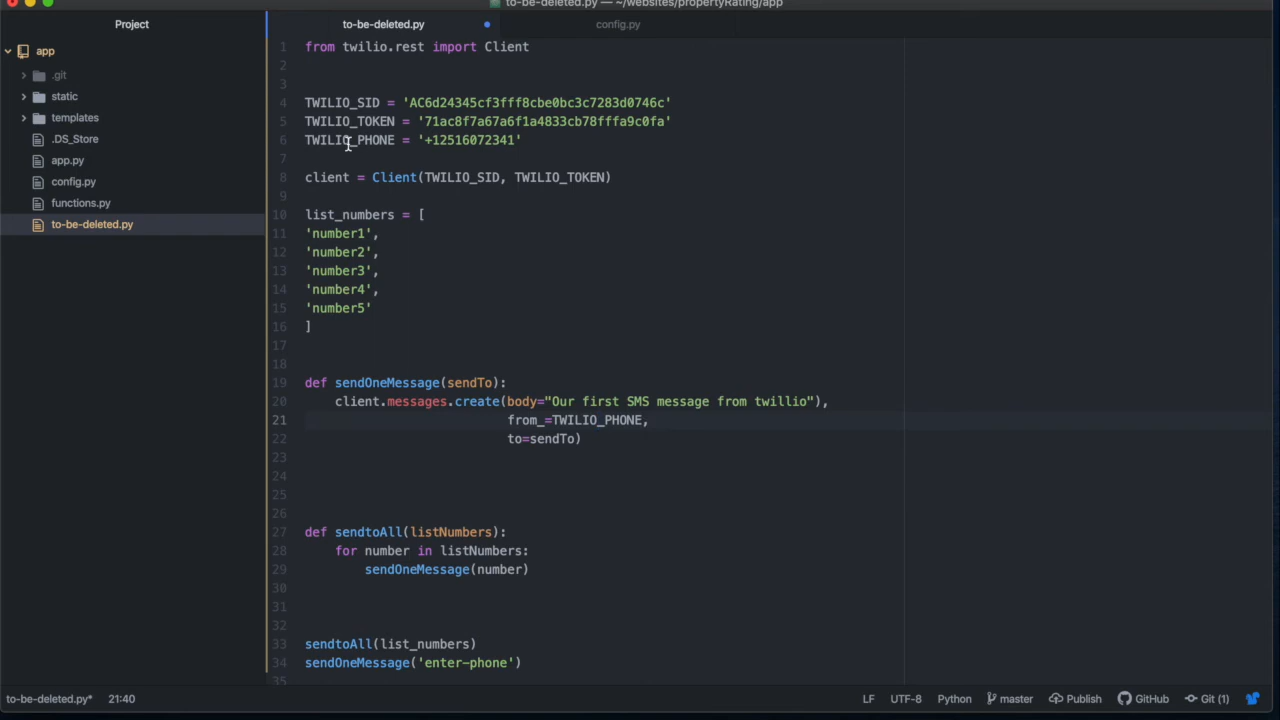 to-be-deleted.py — ~/websites/propertyRating/app
Project
to-be-deleted.py
config.py
app
.git
static
templates
.DS_Store
app.py
config.py
functions.py
to-be-deleted.py
1 from twilio.rest import Client
2
3
4 TWILIO_SID = 'AC6d24345cf3fff8cbe0bc3c7283d0746c'
5 TWILIO_TOKEN = '71ac8f7a67a6f1a4833cb78fffa9c0fa'
6 TWILIO_PHONE = '+12516072341'
7
8 client = Client(TWILIO_SID, TWILIO_TOKEN)
9
10 list_numbers = [
11 'number1',
12 'number2',
13 'number3',
14 'number4',
15 'number5'
16 ]
17
18
19 def sendOneMessage(sendTo):
20 client.messages.create(body="Our first SMS message from twillio"),
21 from_=TWILIO_PHONE,
22 to=sendTo)
23
24
25
26
27 def sendtoAll(listNumbers):
28 for number in listNumbers:
29 sendOneMessage(number)
30
31
32
33 sendtoAll(list_numbers)
34 sendOneMessage('enter-phone')
35
to-be-deleted.py* 21:40 LF UTF-8 Python master Publish GitHub Git (1)